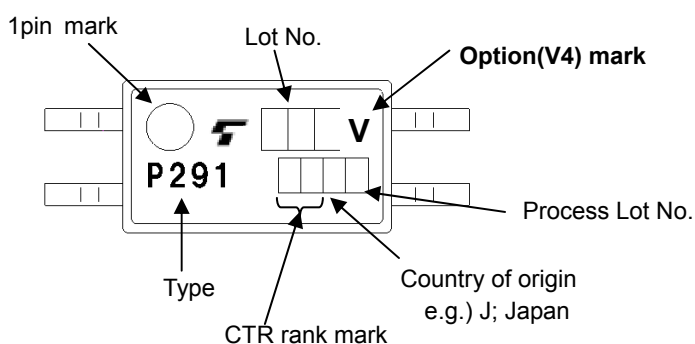 1pin mark
Lot No.
Option(V4) mark
V
P291
Process Lot No.
Type
Country of origin
e.g.) J; Japan
CTR rank mark